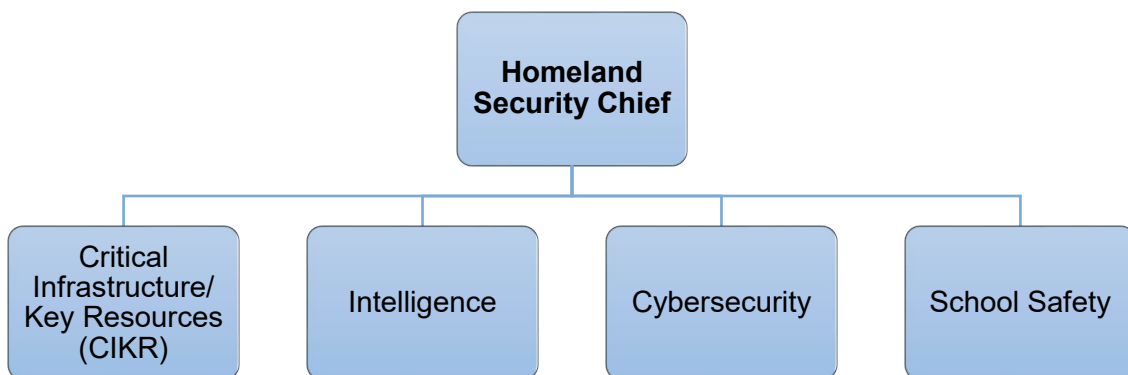 Homeland
Security Chief
Critical
Infrastructure/
Key Resources
(CIKR)
Intelligence
Cybersecurity
School Safety